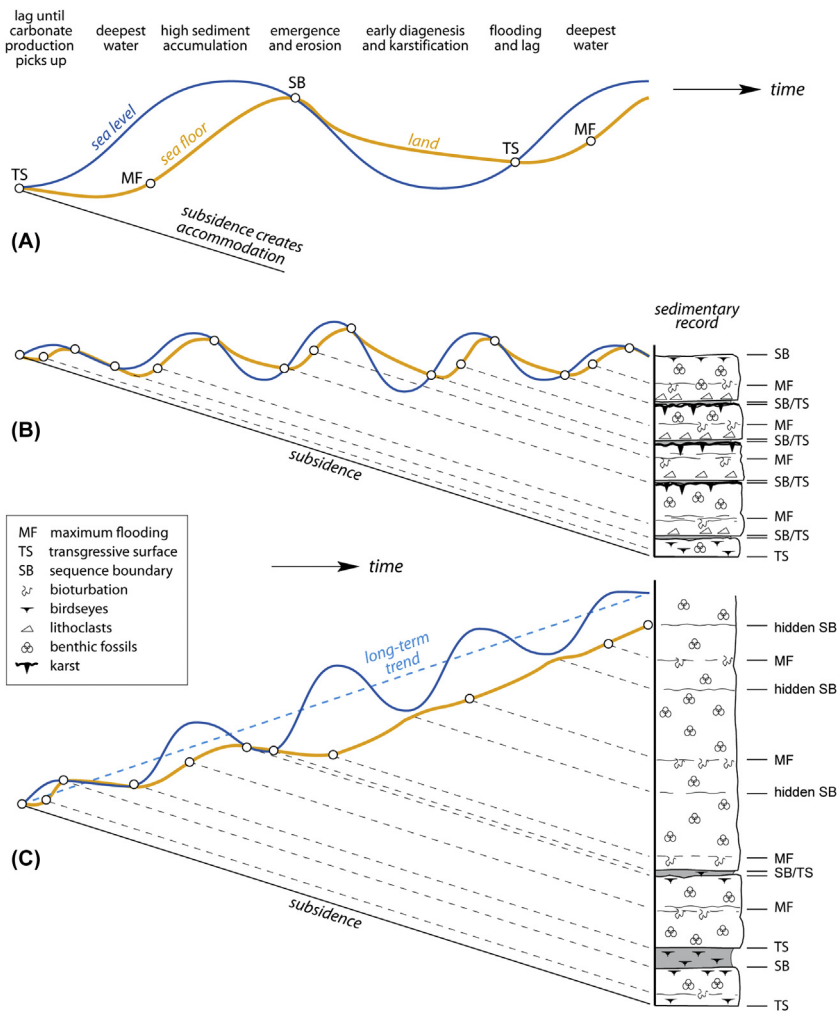 lag until
carbonate
production
picks up
deepest
water
high sediment
accumulation
emergence
and erosion
early diagenesis
and karstification
flooding
and lag
deepest
water
SB
time
sea level
sea floor
land
TS
MF
TS
MF
subsidence creates
accommodation
(A)
sedimentary
record
SB
MF
SB/TS
MF
SB/TS
MF
SB/TS
MF
SB/TS
TS
(B)
subsidence
MF maximum flooding
TS transgressive surface
SB sequence boundary
bioturbation
birdseyes
lithoclasts
benthic fossils
karst
time
long-term
trend
hidden SB
MF
hidden SB
MF
hidden SB
MF
SB/TS
MF
TS
SB
TS
(C)
subsidence